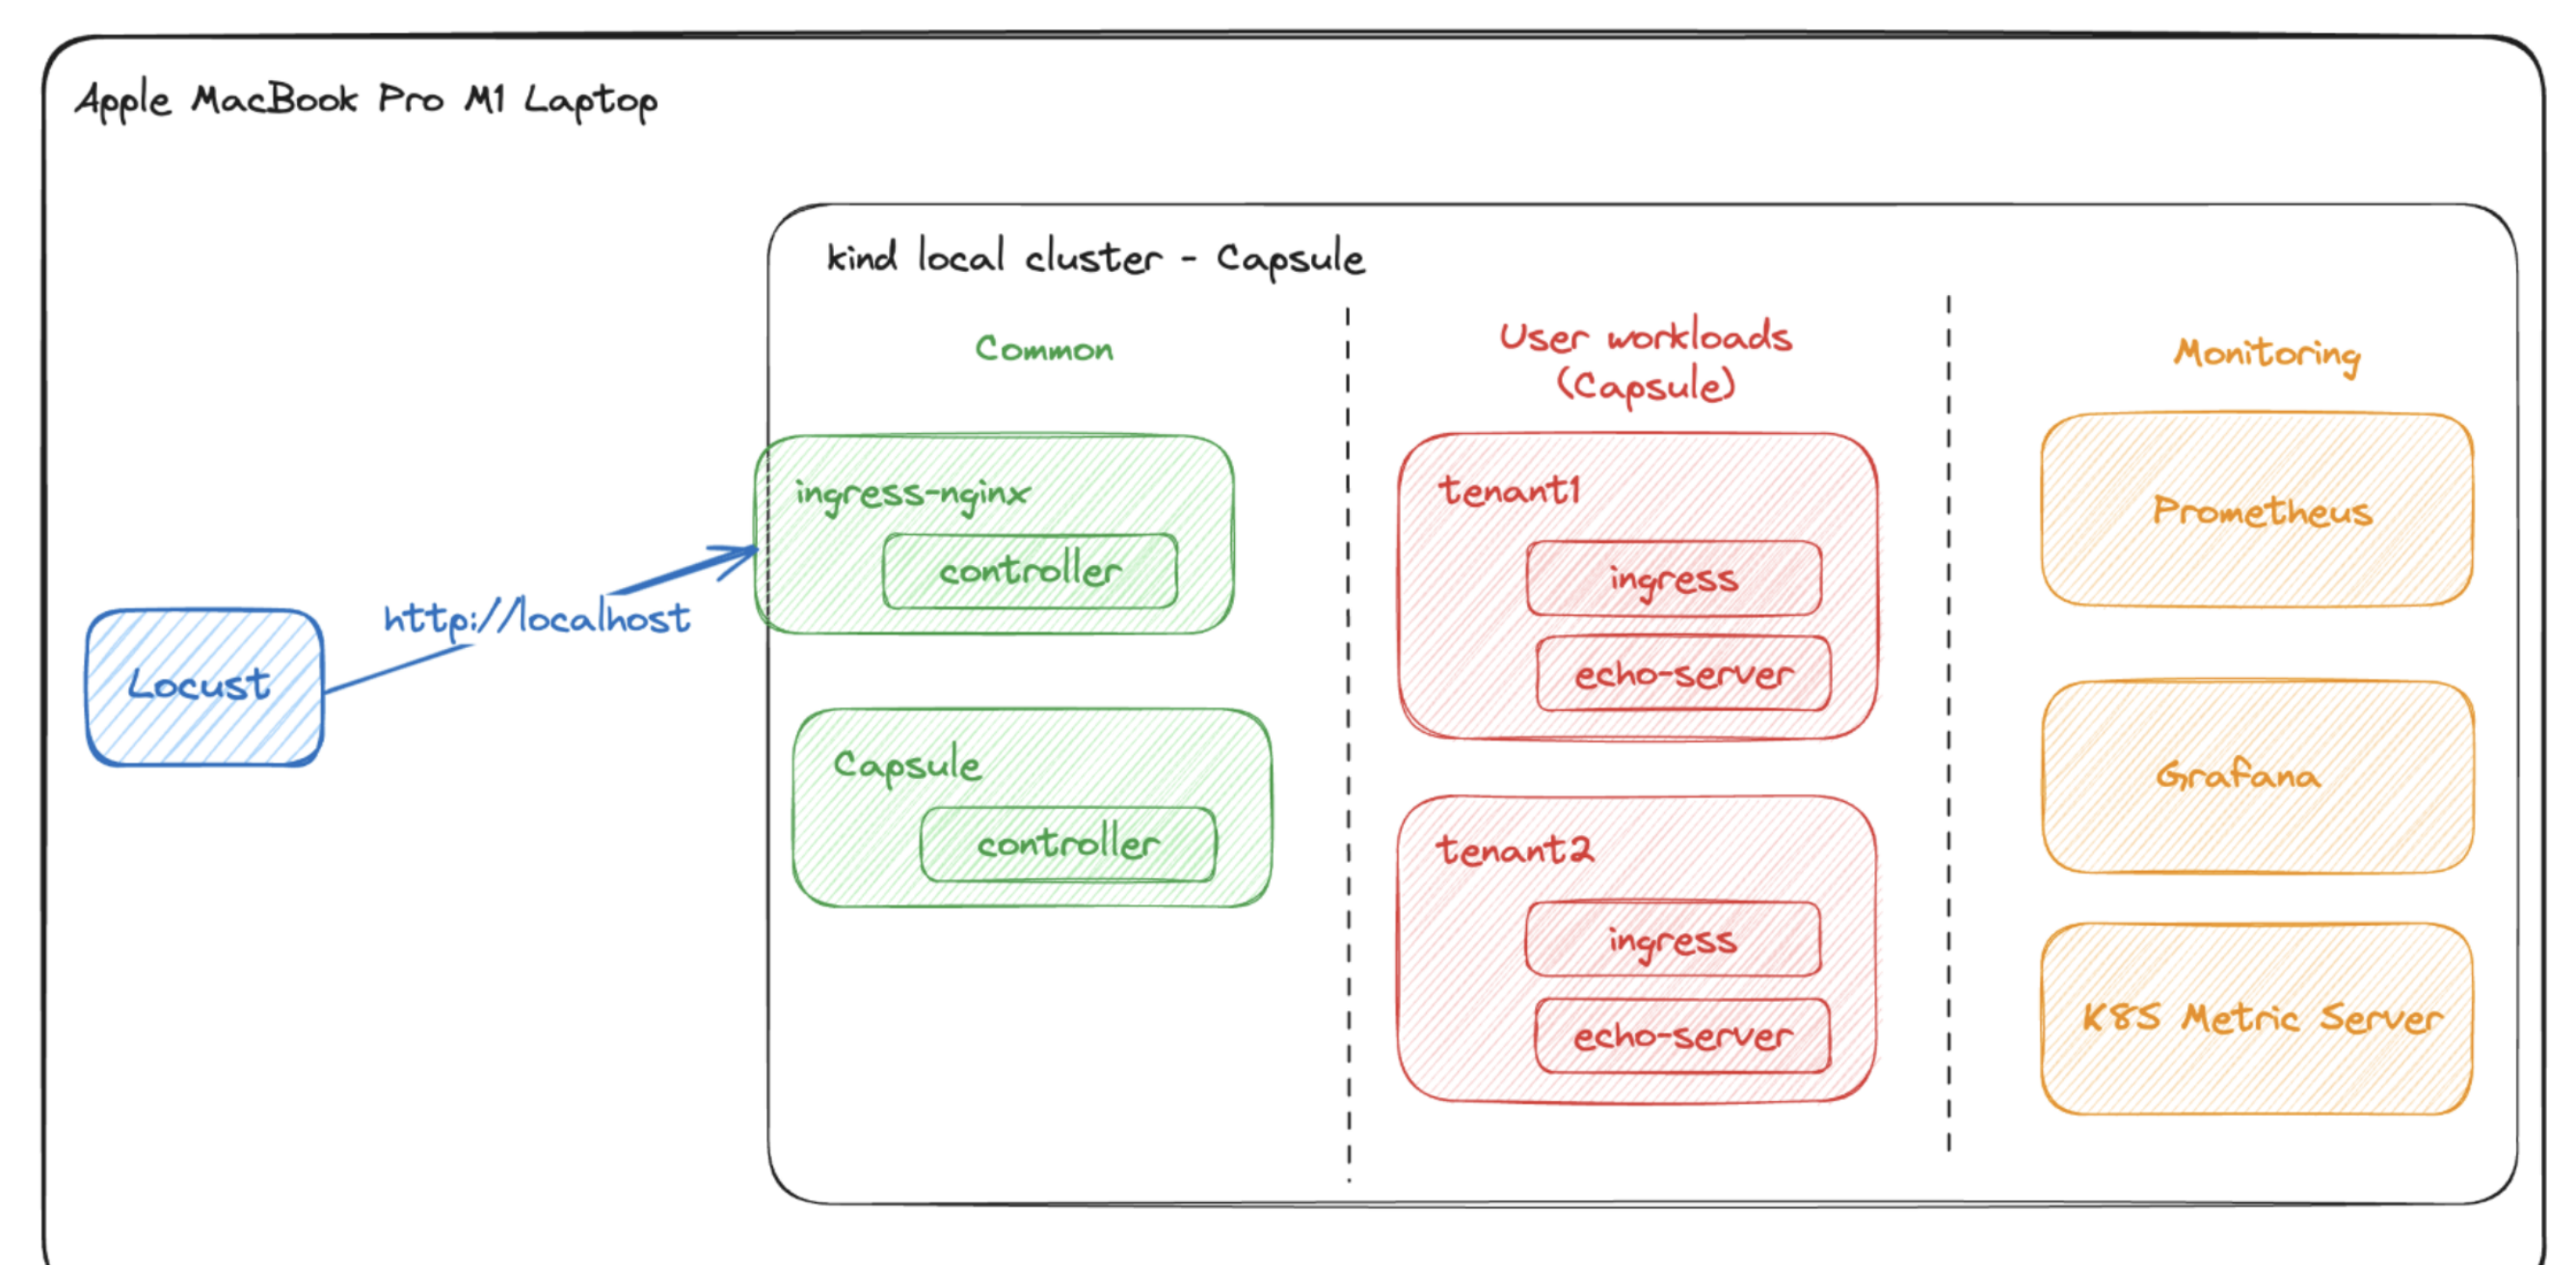 Apple MacBook Pro M1 Laptop
kind local cluster - Capsule
Common
ingress-nginx
controller
Capsule
controller
User workloads
(Capsule)
tenant1
ingress
echo-server
tenant2
ingress
echo-server
Monitoring
Prometheus
Grafana
K8S Metric Server
http://localhost
Locust